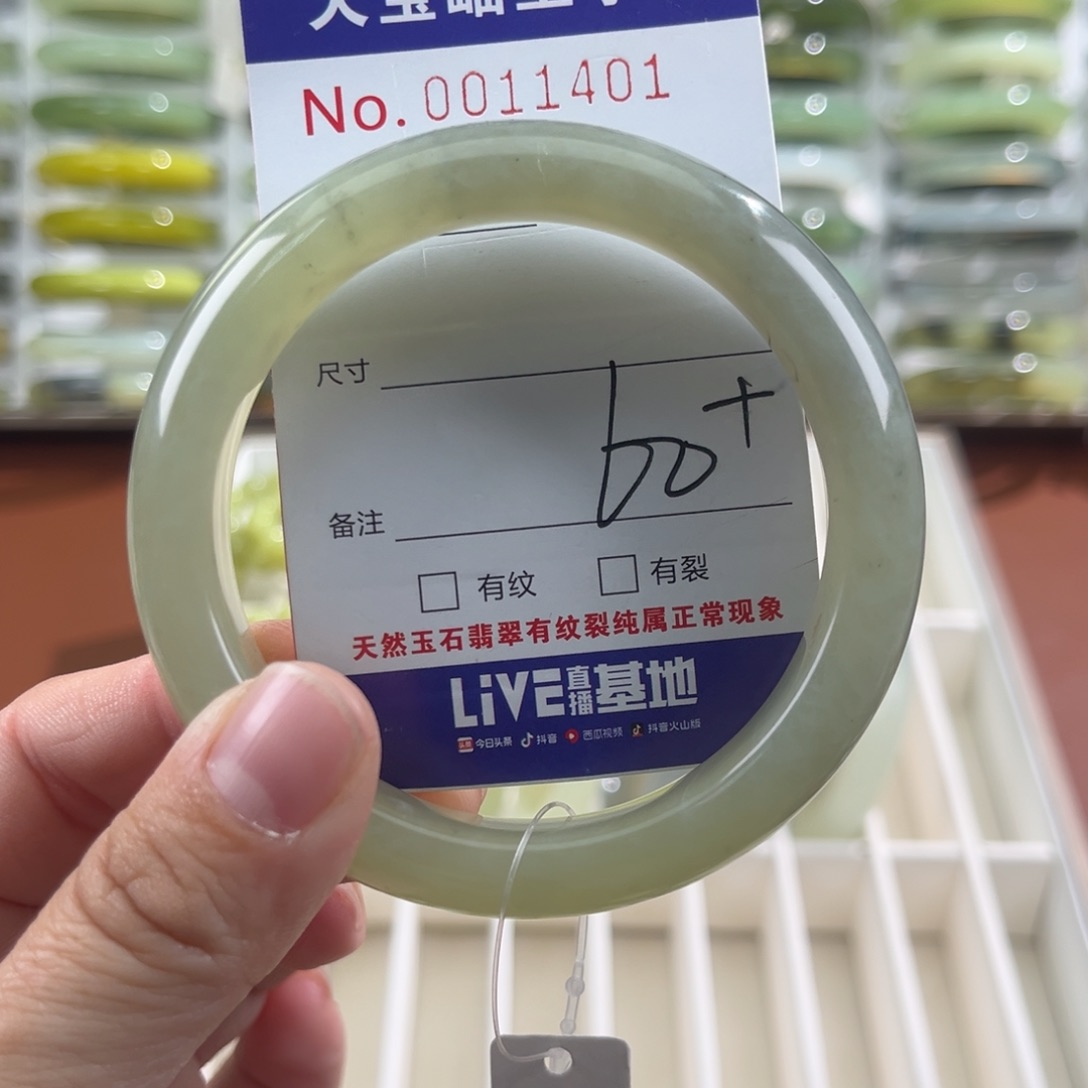 No. 0011401
尺寸
60+
备注
有纹 有裂
天然玉石翡翠有纹裂纯属正常现象
LiVE直播基地
头条 今日头条 抖音 西瓜视频 抖音火山版